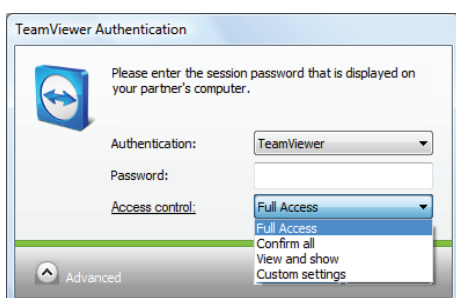 TeamViewer Authentication
Please enter the session password that is displayed on
your partner's computer.
Authentication: TeamViewer
Password:
Access control: Full Access
Full Access
Confirm all
View and show
Custom settings
Advanced